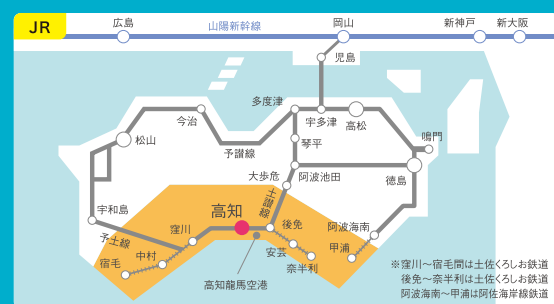 JR
広島
山陽新幹線
岡山
新神戸
新大阪
児島
多度津
今治
宇多津
高松
鳴門
松山
予讃線
琴平
大歩危
阿波池田
徳島
土讃線
宇和島
高知
予土線
窪川
後免
阿波海南
中村
宿毛
安芸
甲浦
奈半利
高知龍馬空港
※窪川～宿毛間は土佐くろしお鉄道
後免～奈半利は土佐くろしお鉄道
阿波海南～甲浦は阿佐海岸線鉄道